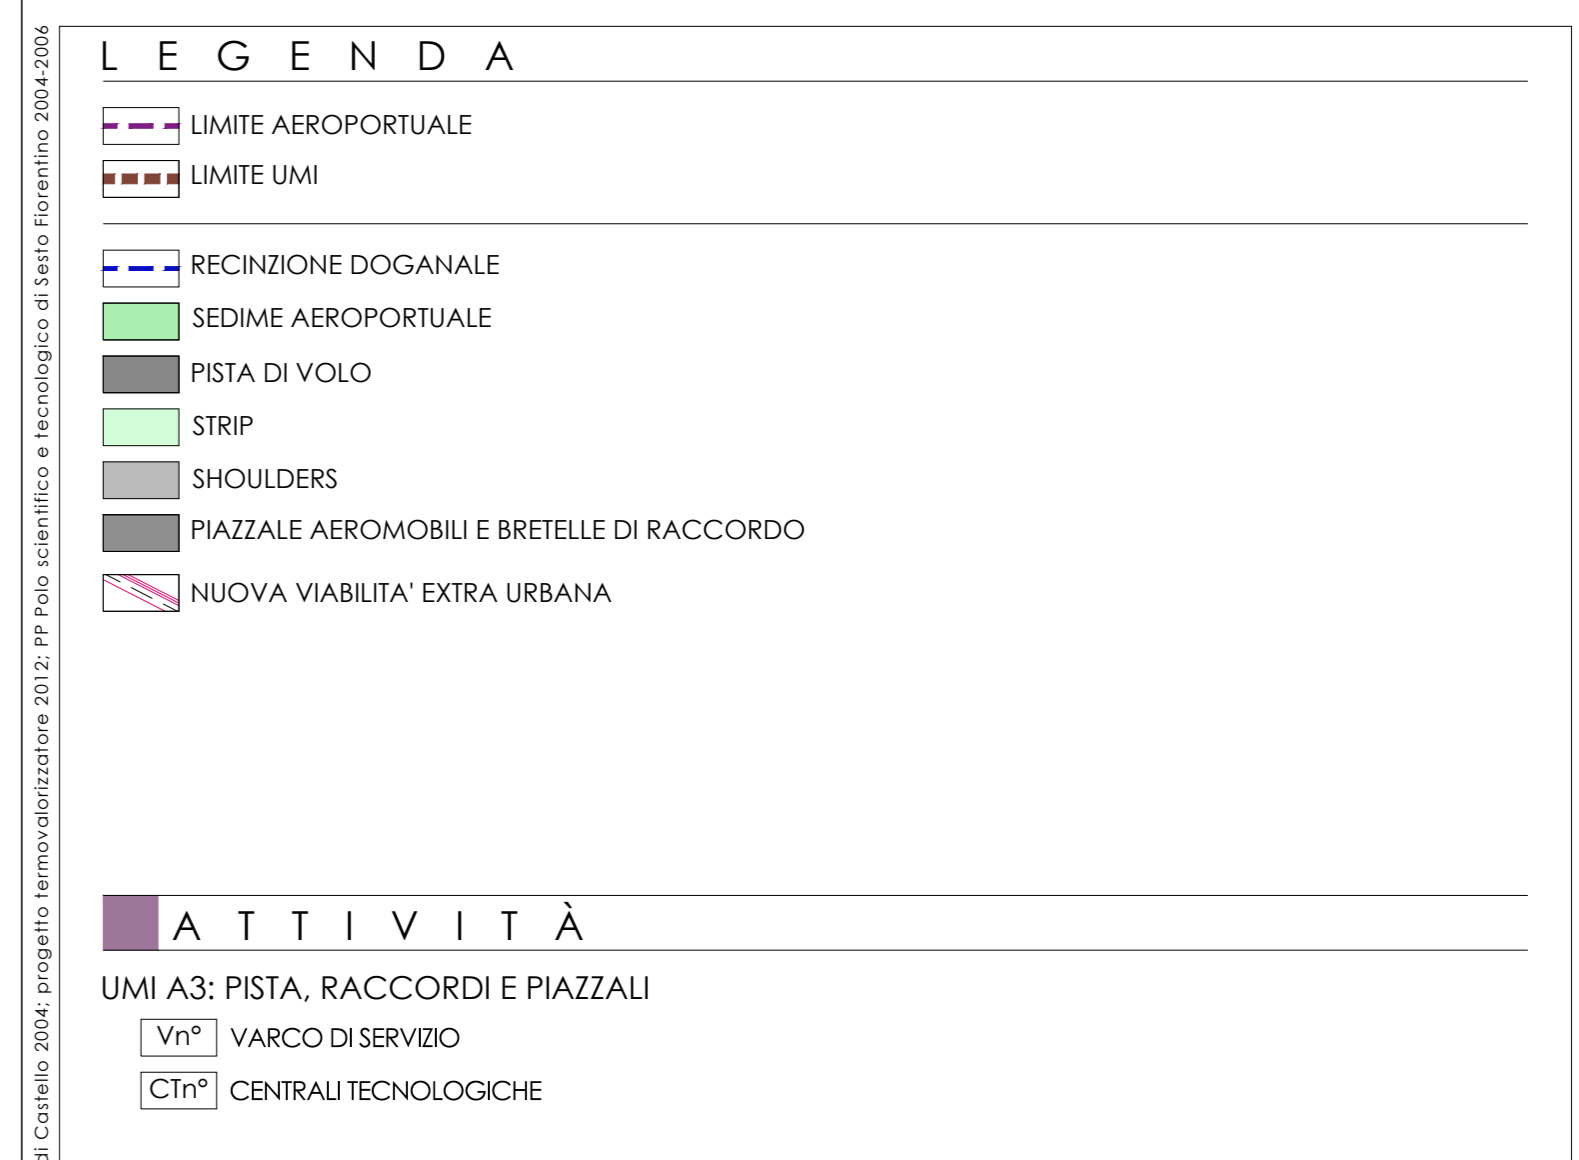 di Castello 2004; progetto termovalorizzatore 2012; PP Polo scientifico e tecnologico di Sesto Fiorentino 2004-2006
LEGENDA
LIMITE AEROPORTUALE
LIMITE UMI
RECINZIONE DOGANALE
SEDIME AEROPORTUALE
PISTA DI VOLO
STRIP
SHOULDERS
PIAZZALE AEROMOBILI E BRETELLE DI RACCORDO
NUOVA VIABILITA' EXTRA URBANA
ATTIVITÀ
UMI A3: PISTA, RACCORDI E PIAZZALI
Vn° VARCO DI SERVIZIO
CTn° CENTRALI TECNOLOGICHE